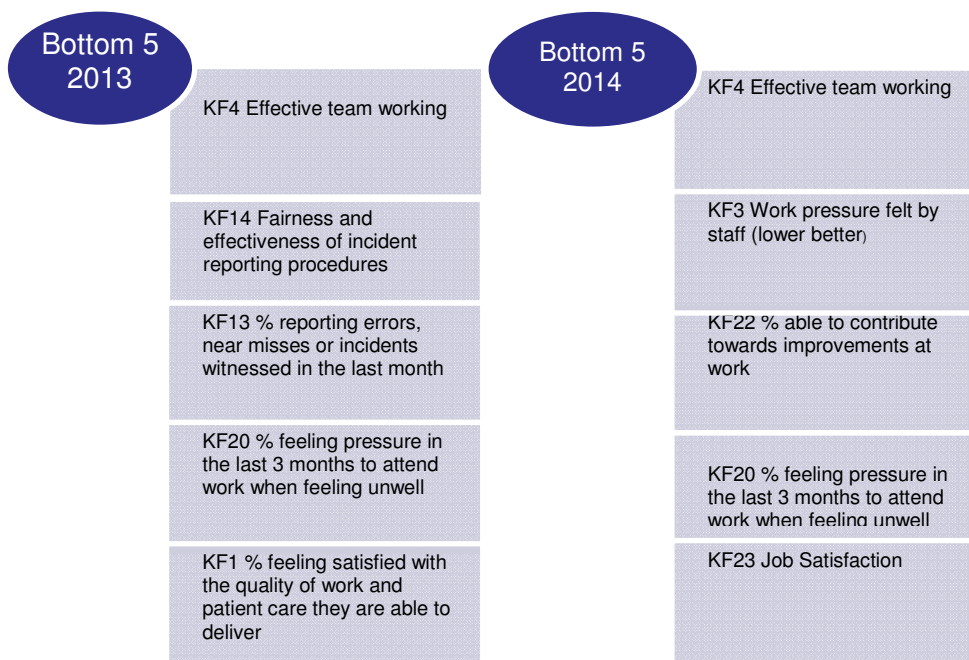 Bottom 5
2013
KF4 Effective team working
KF14 Fairness and
effectiveness of incident
reporting procedures
KF13 % reporting errors,
near misses or incidents
witnessed in the last month
KF20 % feeling pressure in
the last 3 months to attend
work when feeling unwell
KF1 % feeling satisfied with
the quality of work and
patient care they are able to
deliver
Bottom 5
2014
KF4 Effective team working
KF3 Work pressure felt by
staff (lower better)
KF22 % able to contribute
towards improvements at
work
KF20 % feeling pressure in
the last 3 months to attend
work when feeling unwell
KF23 Job Satisfaction